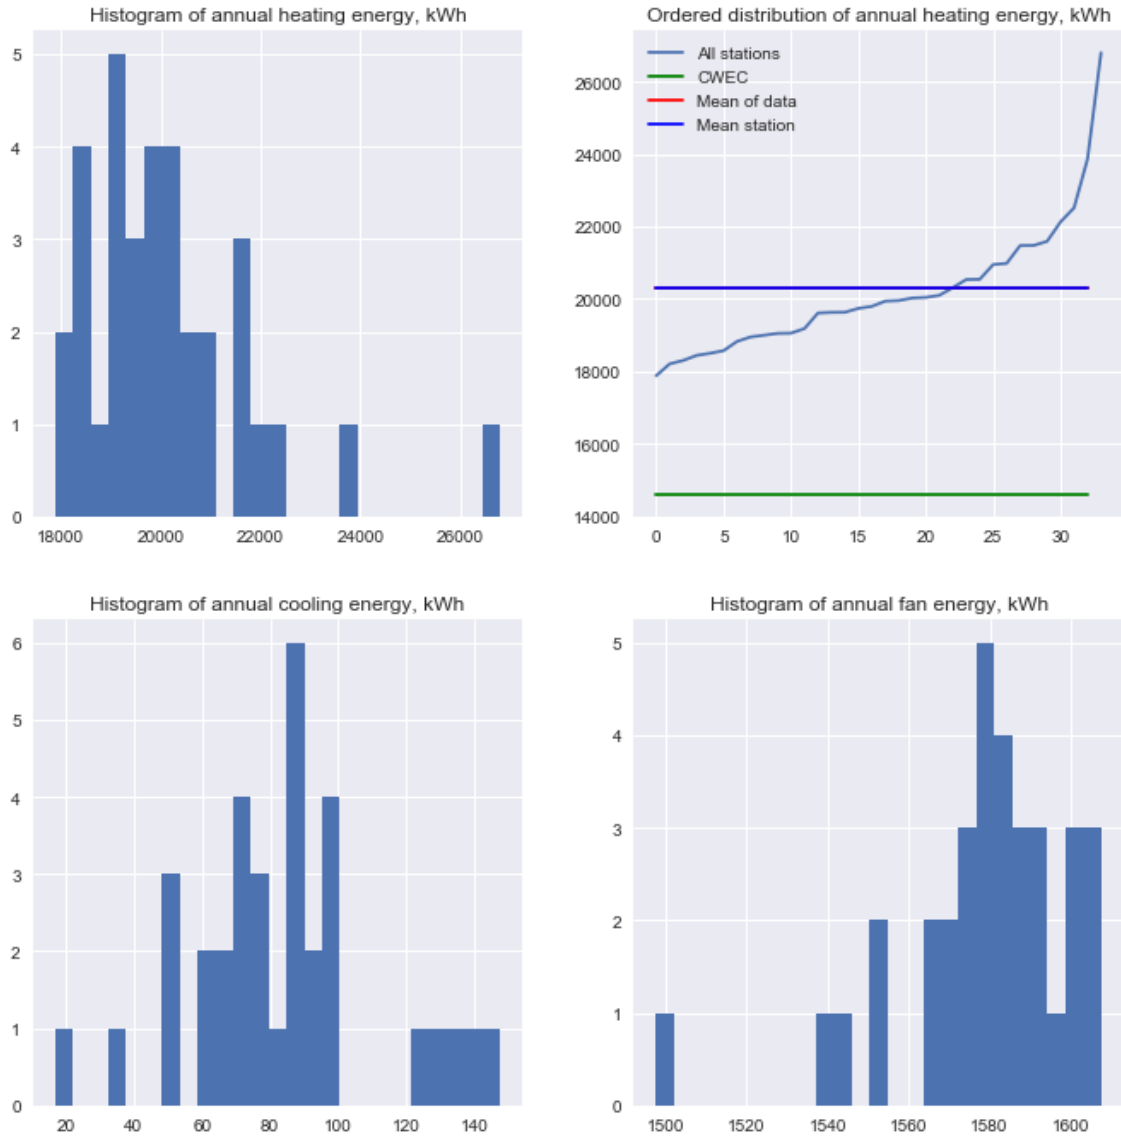 Histogram of annual heating energy, kWh
5
4
3
2
1
0
18000 20000 22000 24000 26000
Ordered distribution of annual heating energy, kWh
All stations
CWEC
Mean of data
Mean station
26000
24000
22000
20000
18000
16000
14000
0 5 10 15 20 25 30
Histogram of annual cooling energy, kWh
6
5
4
3
2
1
0
20 40 60 80 100 120 140
Histogram of annual fan energy, kWh
5
4
3
2
1
0
1500 1520 1540 1560 1580 1600